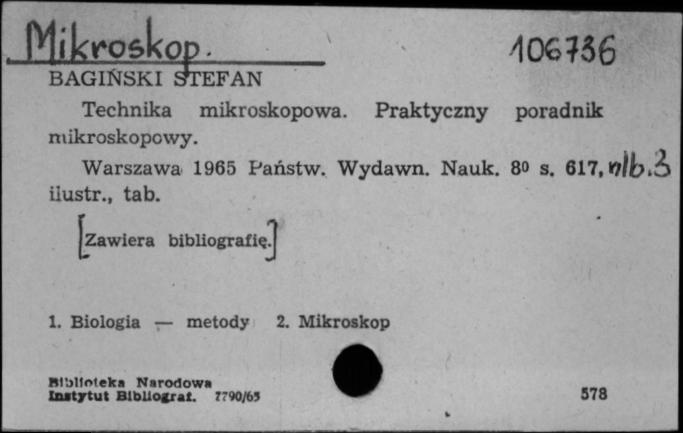 Mikroskop. 106736
BAGIŃSKI STEFAN
Technika mikroskopowa. Praktyczny poradnik
mikroskopowy.
Warszawa 1965 Państw. Wydawn. Nauk. 8º s. 617, nlb. 3
ilustr., tab.
[Zawiera bibliografię.]
1. Biologia — metody 2. Mikroskop
Biblioteka Narodowa
Instytut Bibliograf. 7790/65 578